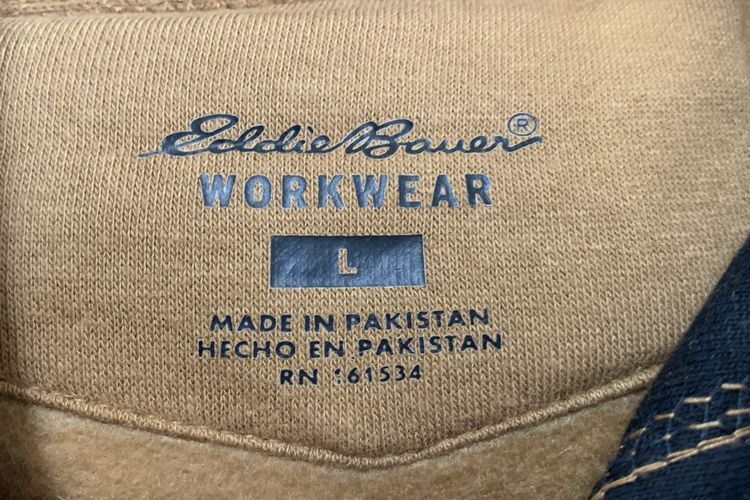 Eddie Bauer®
WORKWEAR
L
MADE IN PAKISTAN
HECHO EN PAKISTAN
RN 161534